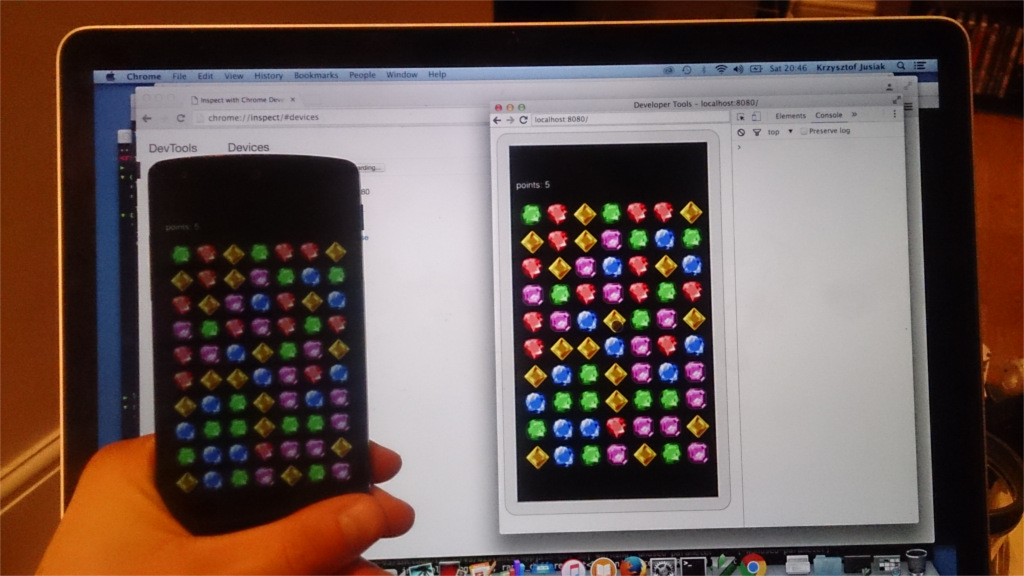 Chrome File Edit View History Bookmarks People Window Help Sat 20:46 Krzysztof Jusiak
Inspect with Chrome Dev
Developer Tools - localhost:8080/
chrome://inspect/#devices
localhost:8080/
Elements Console »
top Preserve log
DevTools Devices
points: 5
points: 5